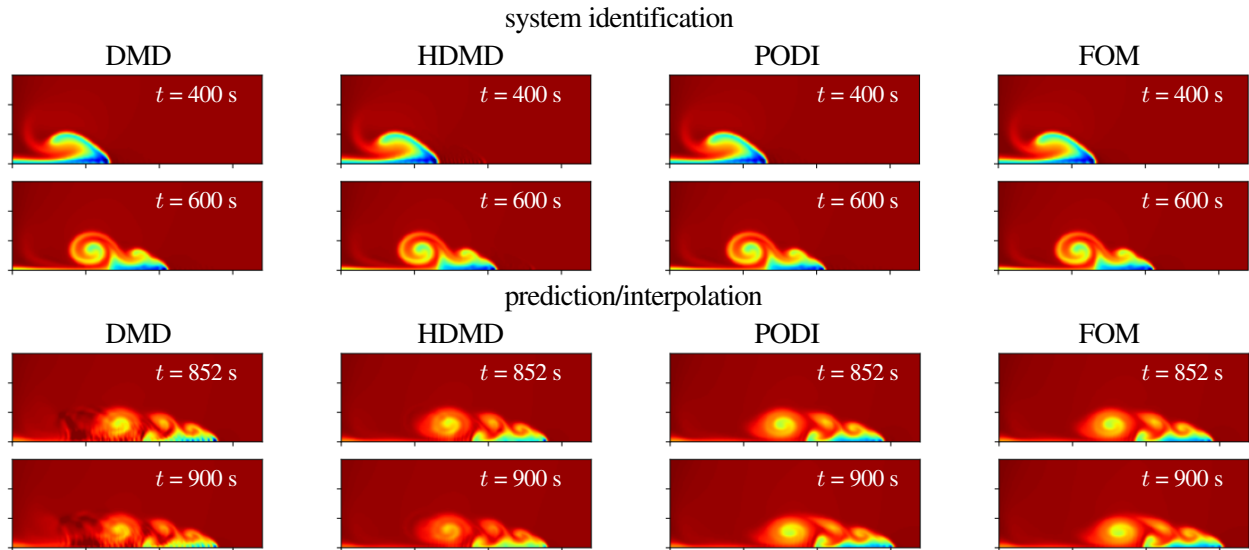 system identification
DMD HDMD PODI FOM
t = 400 s t = 400 s t = 400 s t = 400 s
t = 600 s t = 600 s t = 600 s t = 600 s
prediction/interpolation
DMD HDMD PODI FOM
t = 852 s t = 852 s t = 852 s t = 852 s
t = 900 s t = 900 s t = 900 s t = 900 s